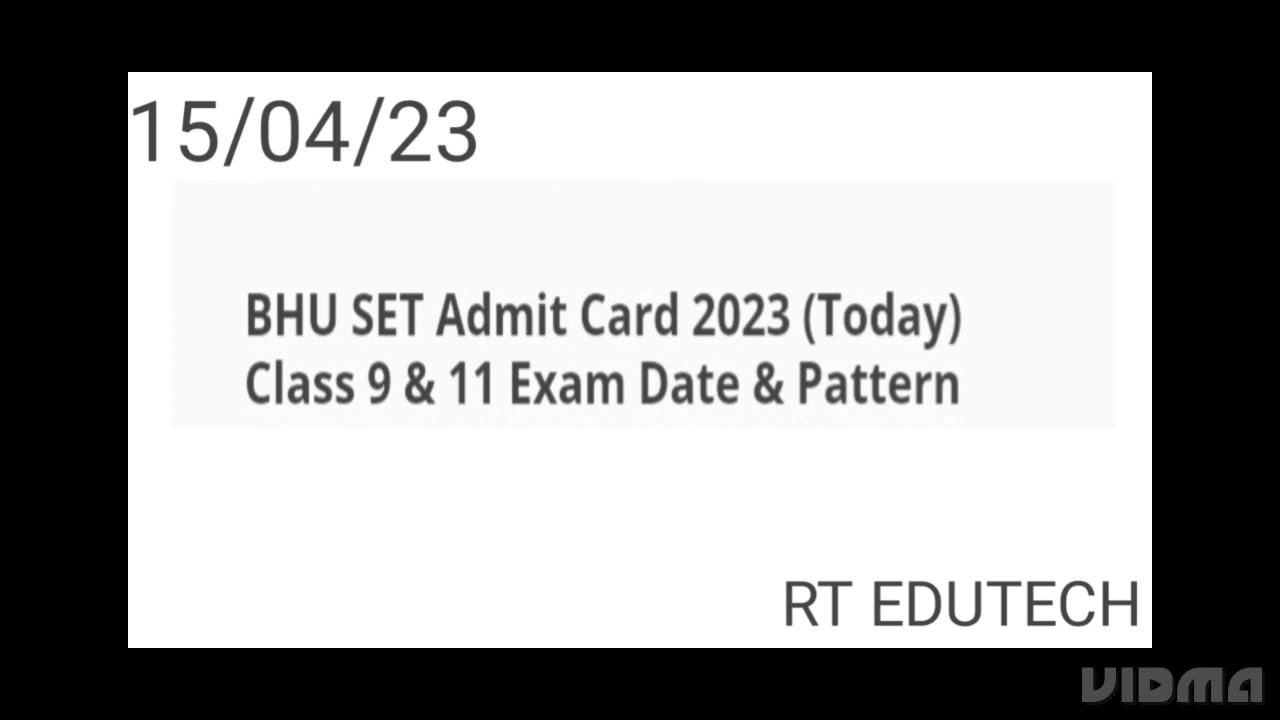 15/04/23
BHU SET Admit Card 2023 (Today)
Class 9 & 11 Exam Date & Pattern
RT EDUTECH
VIDMA